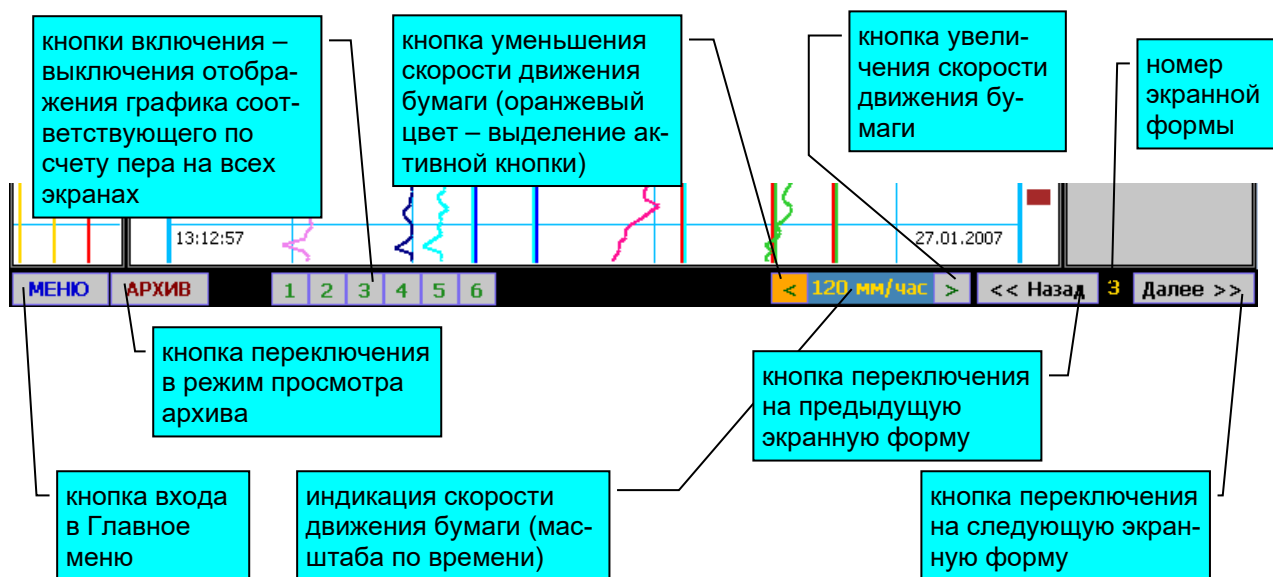 кнопки включения –
выключения отобра-
жения графика соот-
ветствующего по
счету пера на всех
экранах
кнопка уменьшения
скорости движения
бумаги (оранжевый
цвет – выделение ак-
тивной кнопки)
кнопка увели-
чения скорости
движения бу-
маги
номер
экранной
формы
13:12:57
27.01.2007
МЕНЮ АРХИВ 1 2 3 4 5 6 < 120 мм/час > << Назад 3 Далее >>
кнопка переключения
в режим просмотра
архива
кнопка переключения
на предыдущую
экранную форму
кнопка входа
в Главное
меню
индикация скорости
движения бумаги (мас-
штаба по времени)
кнопка переключения
на следующую экран-
ную форму